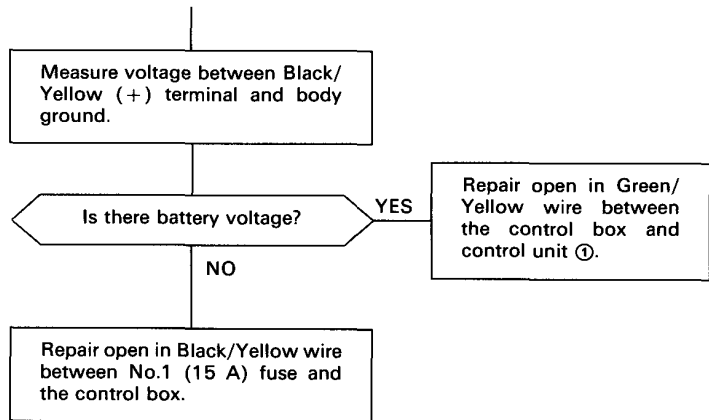 Measure voltage between Black/
Yellow (+) terminal and body
ground.
Is there battery voltage?
YES
Repair open in Green/
Yellow wire between
the control box and
control unit ①.
NO
Repair open in Black/Yellow wire
between No.1 (15 A) fuse and
the control box.